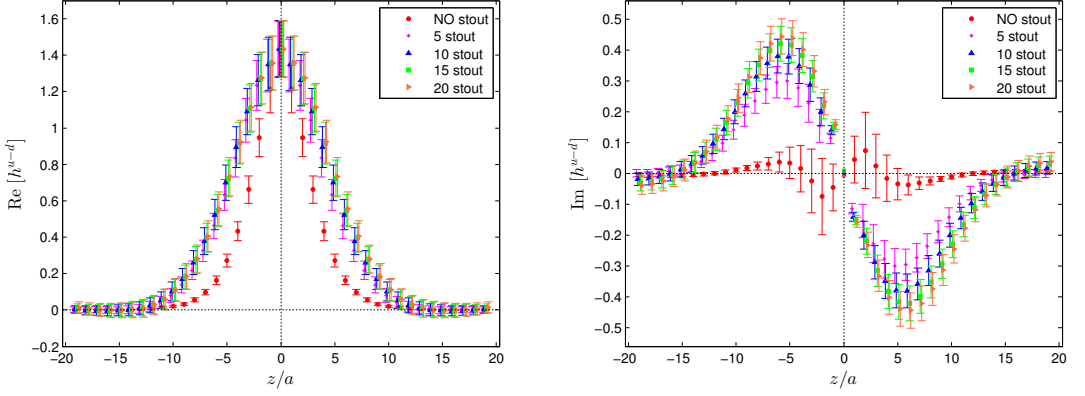 Re [h^{u−d}]
1.6
1.4
1.2
1
0.8
0.6
0.4
0.2
0
−0.2
−20
−15
−10
−5
0
5
10
15
20
z/a
NO stout
5 stout
10 stout
15 stout
20 stout
Im [h^{u−d}]
0.5
0.4
0.3
0.2
0.1
0
−0.1
−0.2
−0.3
−0.4
−0.5
−20
−15
−10
−5
0
5
10
15
20
z/a
NO stout
5 stout
10 stout
15 stout
20 stout